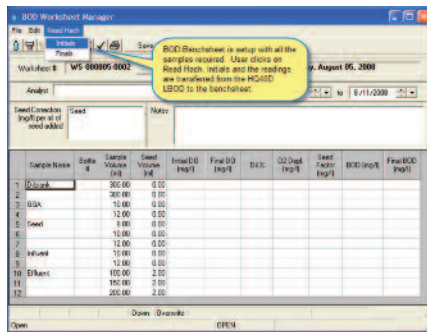 BOD Worksheet Manager
File Edit Read Hach
Initials
Finals
Save
BOD Benchsheet is setup with all the
samples required. User clicks on
Read Hach, Initials and the readings
are transferred from the HQ40D
LBOD to the benchsheet.
Worksheet #: WS-080805-0002
August 05, 2008
Analyst
to 8/11/2008
Seed Correction
(mg/l) per ml of
seed added
Seed
Notes
Sample Name Bottle # Sample Volume (ml) Seed Volume (ml) Initial DO (mg/l) Final DO (mg/l) Dil % O2 Depl. (mg/l) Seed Factor (mg/l) BOD (mg/l) Final BOD (mg/l)
1 Dilblank 300.00 0.00
2 300.00 0.00
3 GGA 10.00 0.00
4 12.00 0.00
5 Seed 8.00 0.00
6 10.00 0.00
7 12.00 0.00
8 Influent 10.00 0.00
9 12.00 0.00
10 Effluent 100.00 2.00
11 150.00 2.00
12 200.00 2.00
Down Overwrite
Open OPEN